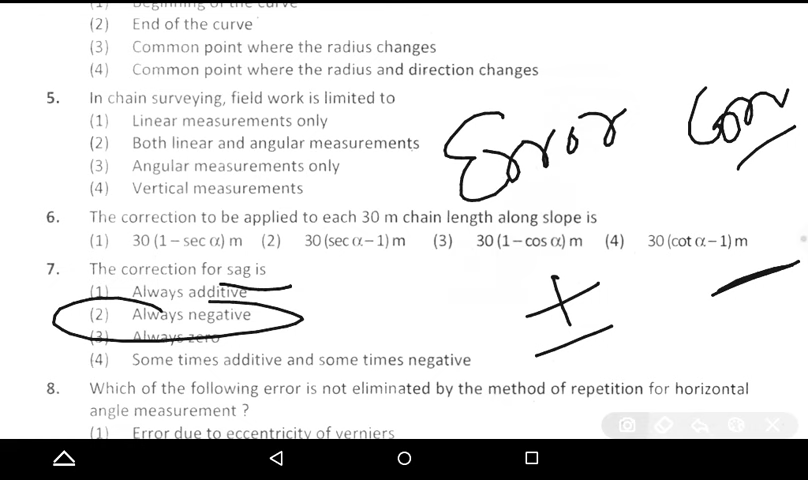 (2) End of the curve
(3) Common point where the radius changes
(4) Common point where the radius and direction changes
5. In chain surveying, field work is limited to
(1) Linear measurements only
(2) Both linear and angular measurements
(3) Angular measurements only
(4) Vertical measurements
Error
6. The correction to be applied to each 30 m chain length along slope is
(1) 30 (1 – sec α) m (2) 30 (sec α – 1) m (3) 30 (1 – cos α) m (4) 30 (cot α – 1) m
7. The correction for sag is
(1) Always additive
(2) Always negative
(3) Always zero
(4) Some times additive and some times negative
+ –
8. Which of the following error is not eliminated by the method of repetition for horizontal
angle measurement ?
(1) Error due to eccentricity of verniers